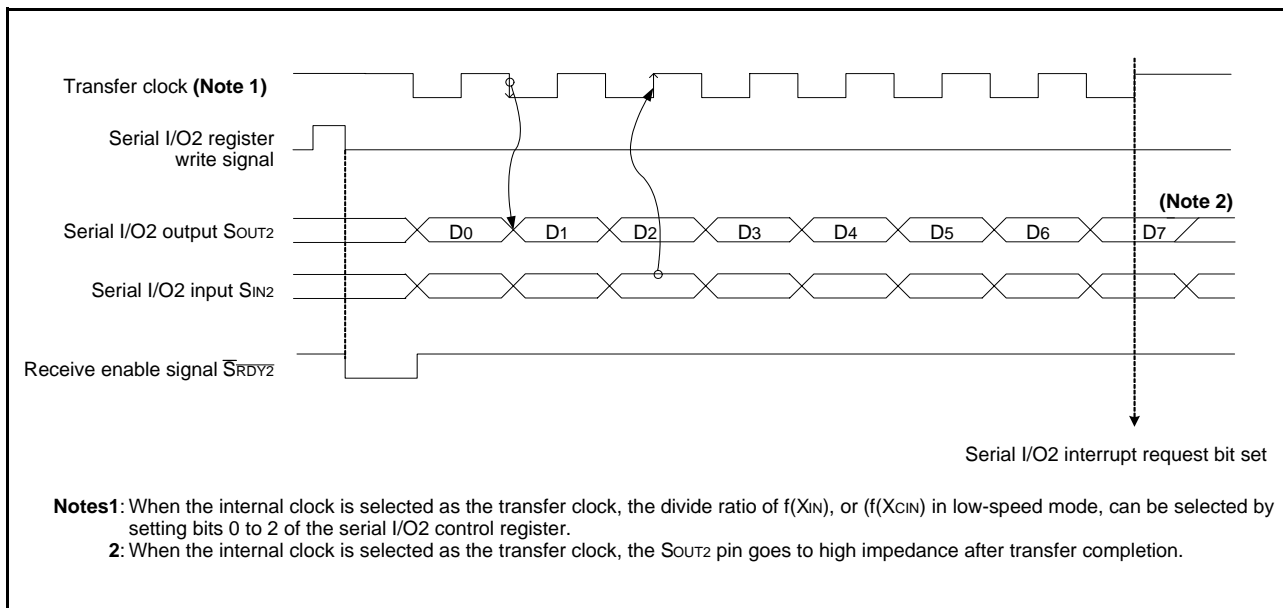 Transfer clock (Note 1)
Serial I/O2 register
write signal
(Note 2)
Serial I/O2 output SOUT2
D0 D1 D2 D3 D4 D5 D6 D7
Serial I/O2 input SIN2
Receive enable signal S̅R̅D̅Y̅2̅
Serial I/O2 interrupt request bit set
Notes1: When the internal clock is selected as the transfer clock, the divide ratio of f(XIN), or (f(XCIN) in low-speed mode, can be selected by
setting bits 0 to 2 of the serial I/O2 control register.
2: When the internal clock is selected as the transfer clock, the SOUT2 pin goes to high impedance after transfer completion.